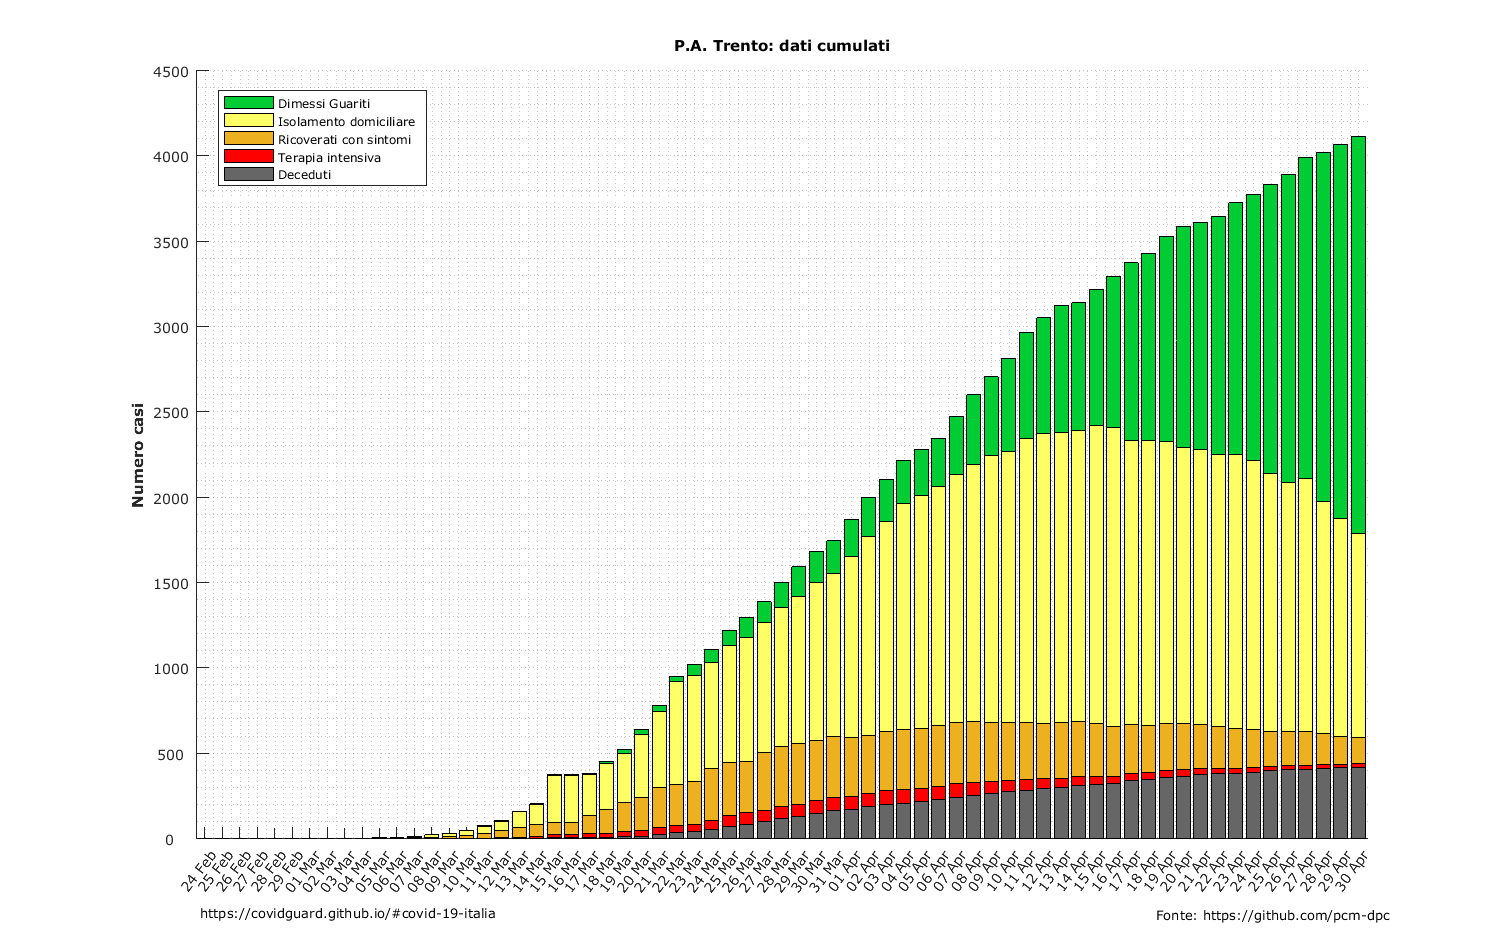 P.A. Trento: dati cumulati
4500
4000
3500
3000
2500
2000
1500
1000
500
0
Numero casi
Dimessi Guariti
Isolamento domiciliare
Ricoverati con sintomi
Terapia intensiva
Deceduti
24 Feb
25 Feb
26 Feb
27 Feb
28 Feb
29 Feb
01 Mar
02 Mar
03 Mar
04 Mar
05 Mar
06 Mar
07 Mar
08 Mar
09 Mar
10 Mar
11 Mar
12 Mar
13 Mar
14 Mar
15 Mar
16 Mar
17 Mar
18 Mar
19 Mar
20 Mar
21 Mar
22 Mar
23 Mar
24 Mar
25 Mar
26 Mar
27 Mar
28 Mar
29 Mar
30 Mar
31 Mar
01 Apr
02 Apr
03 Apr
04 Apr
05 Apr
06 Apr
07 Apr
08 Apr
09 Apr
10 Apr
11 Apr
12 Apr
13 Apr
14 Apr
15 Apr
16 Apr
17 Apr
18 Apr
19 Apr
20 Apr
21 Apr
22 Apr
23 Apr
24 Apr
25 Apr
26 Apr
27 Apr
28 Apr
29 Apr
30 Apr
https://covidguard.github.io/#covid-19-italia
Fonte: https://github.com/pcm-dpc